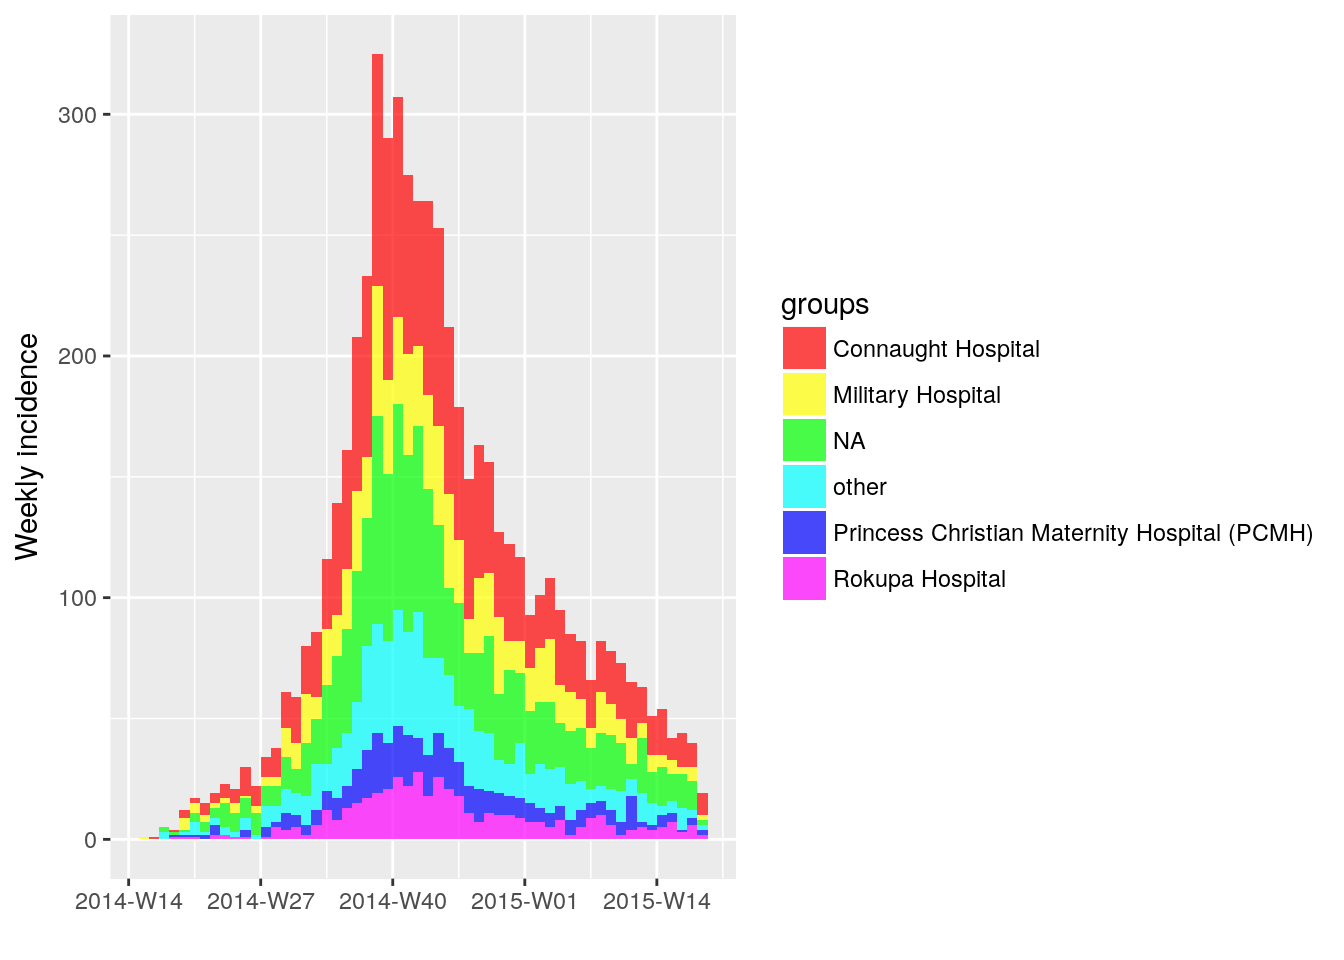 300
200
100
0
Weekly incidence
2014-W14 2014-W27 2014-W40 2015-W01 2015-W14
groups
Connaught Hospital
Military Hospital
NA
other
Princess Christian Maternity Hospital (PCMH)
Rokupa Hospital